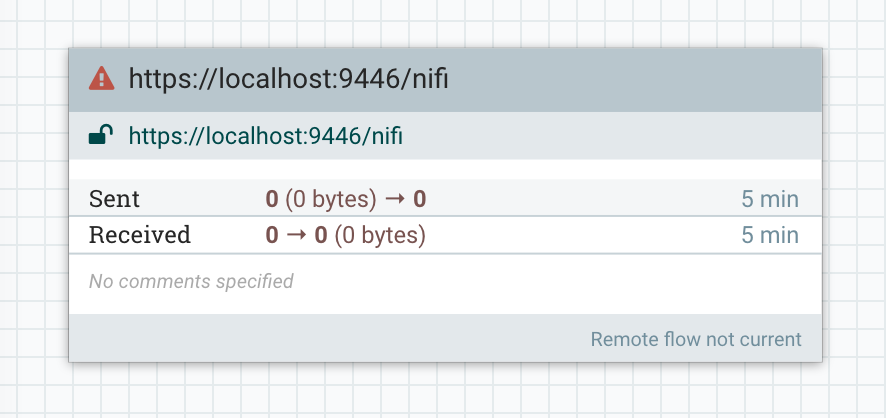 https://localhost:9446/nifi
https://localhost:9446/nifi
Sent 0 (0 bytes) → 0 5 min
Received 0 → 0 (0 bytes) 5 min
No comments specified
Remote flow not current